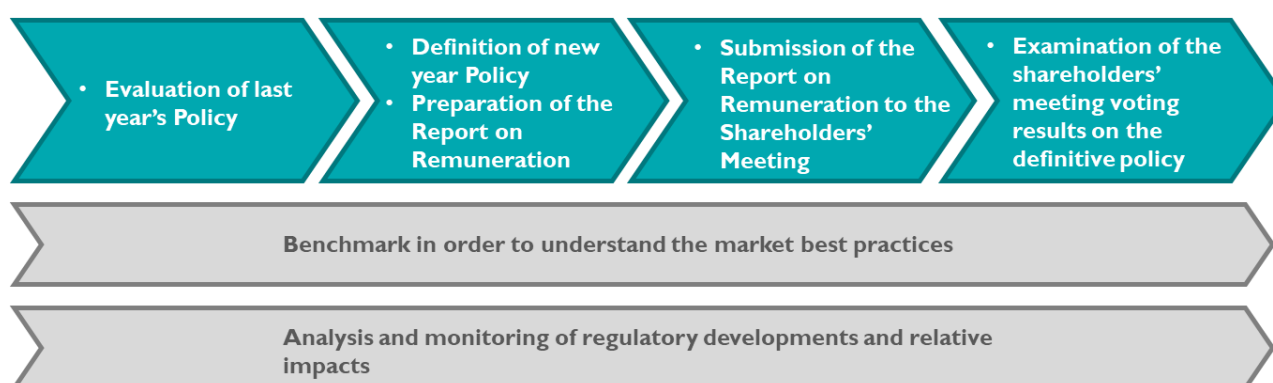 • Evaluation of last
year's Policy
• Definition of new
year Policy
• Preparation of the
Report on
Remuneration
• Submission of the
Report on
Remuneration to the
Shareholders'
Meeting
• Examination of the
shareholders'
meeting voting
results on the
definitive policy
Benchmark in order to understand the market best practices
Analysis and monitoring of regulatory developments and relative
impacts